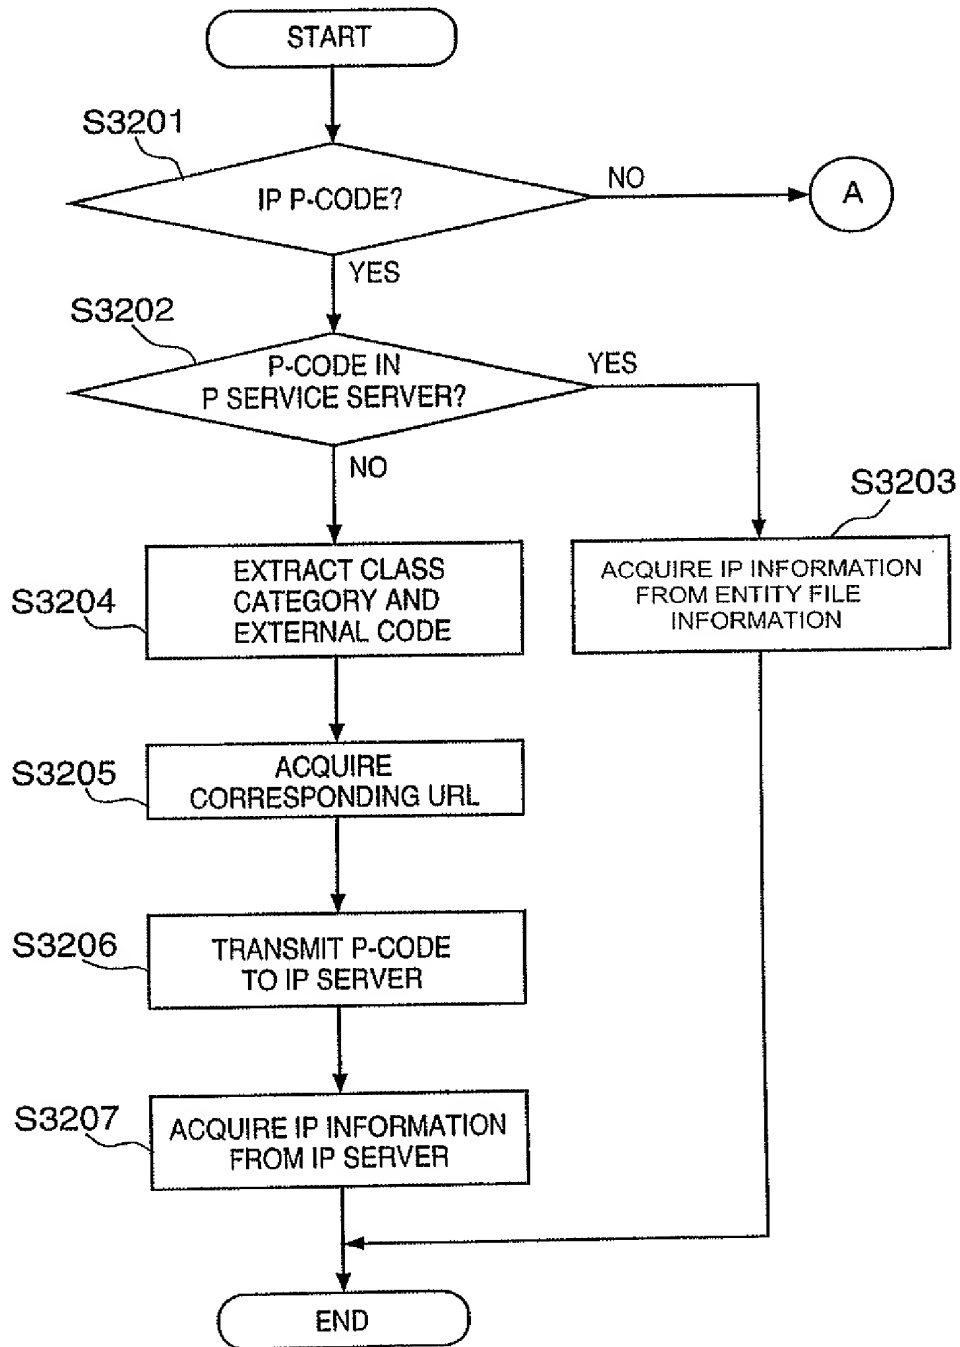 START
S3201
IP P-CODE?
NO
A
YES
S3202
P-CODE IN
P SERVICE SERVER?
YES
NO
S3203
ACQUIRE IP INFORMATION
FROM ENTITY FILE
INFORMATION
S3204
EXTRACT CLASS
CATEGORY AND
EXTERNAL CODE
S3205
ACQUIRE
CORRESPONDING URL
S3206
TRANSMIT P-CODE
TO IP SERVER
S3207
ACQUIRE IP INFORMATION
FROM IP SERVER
END